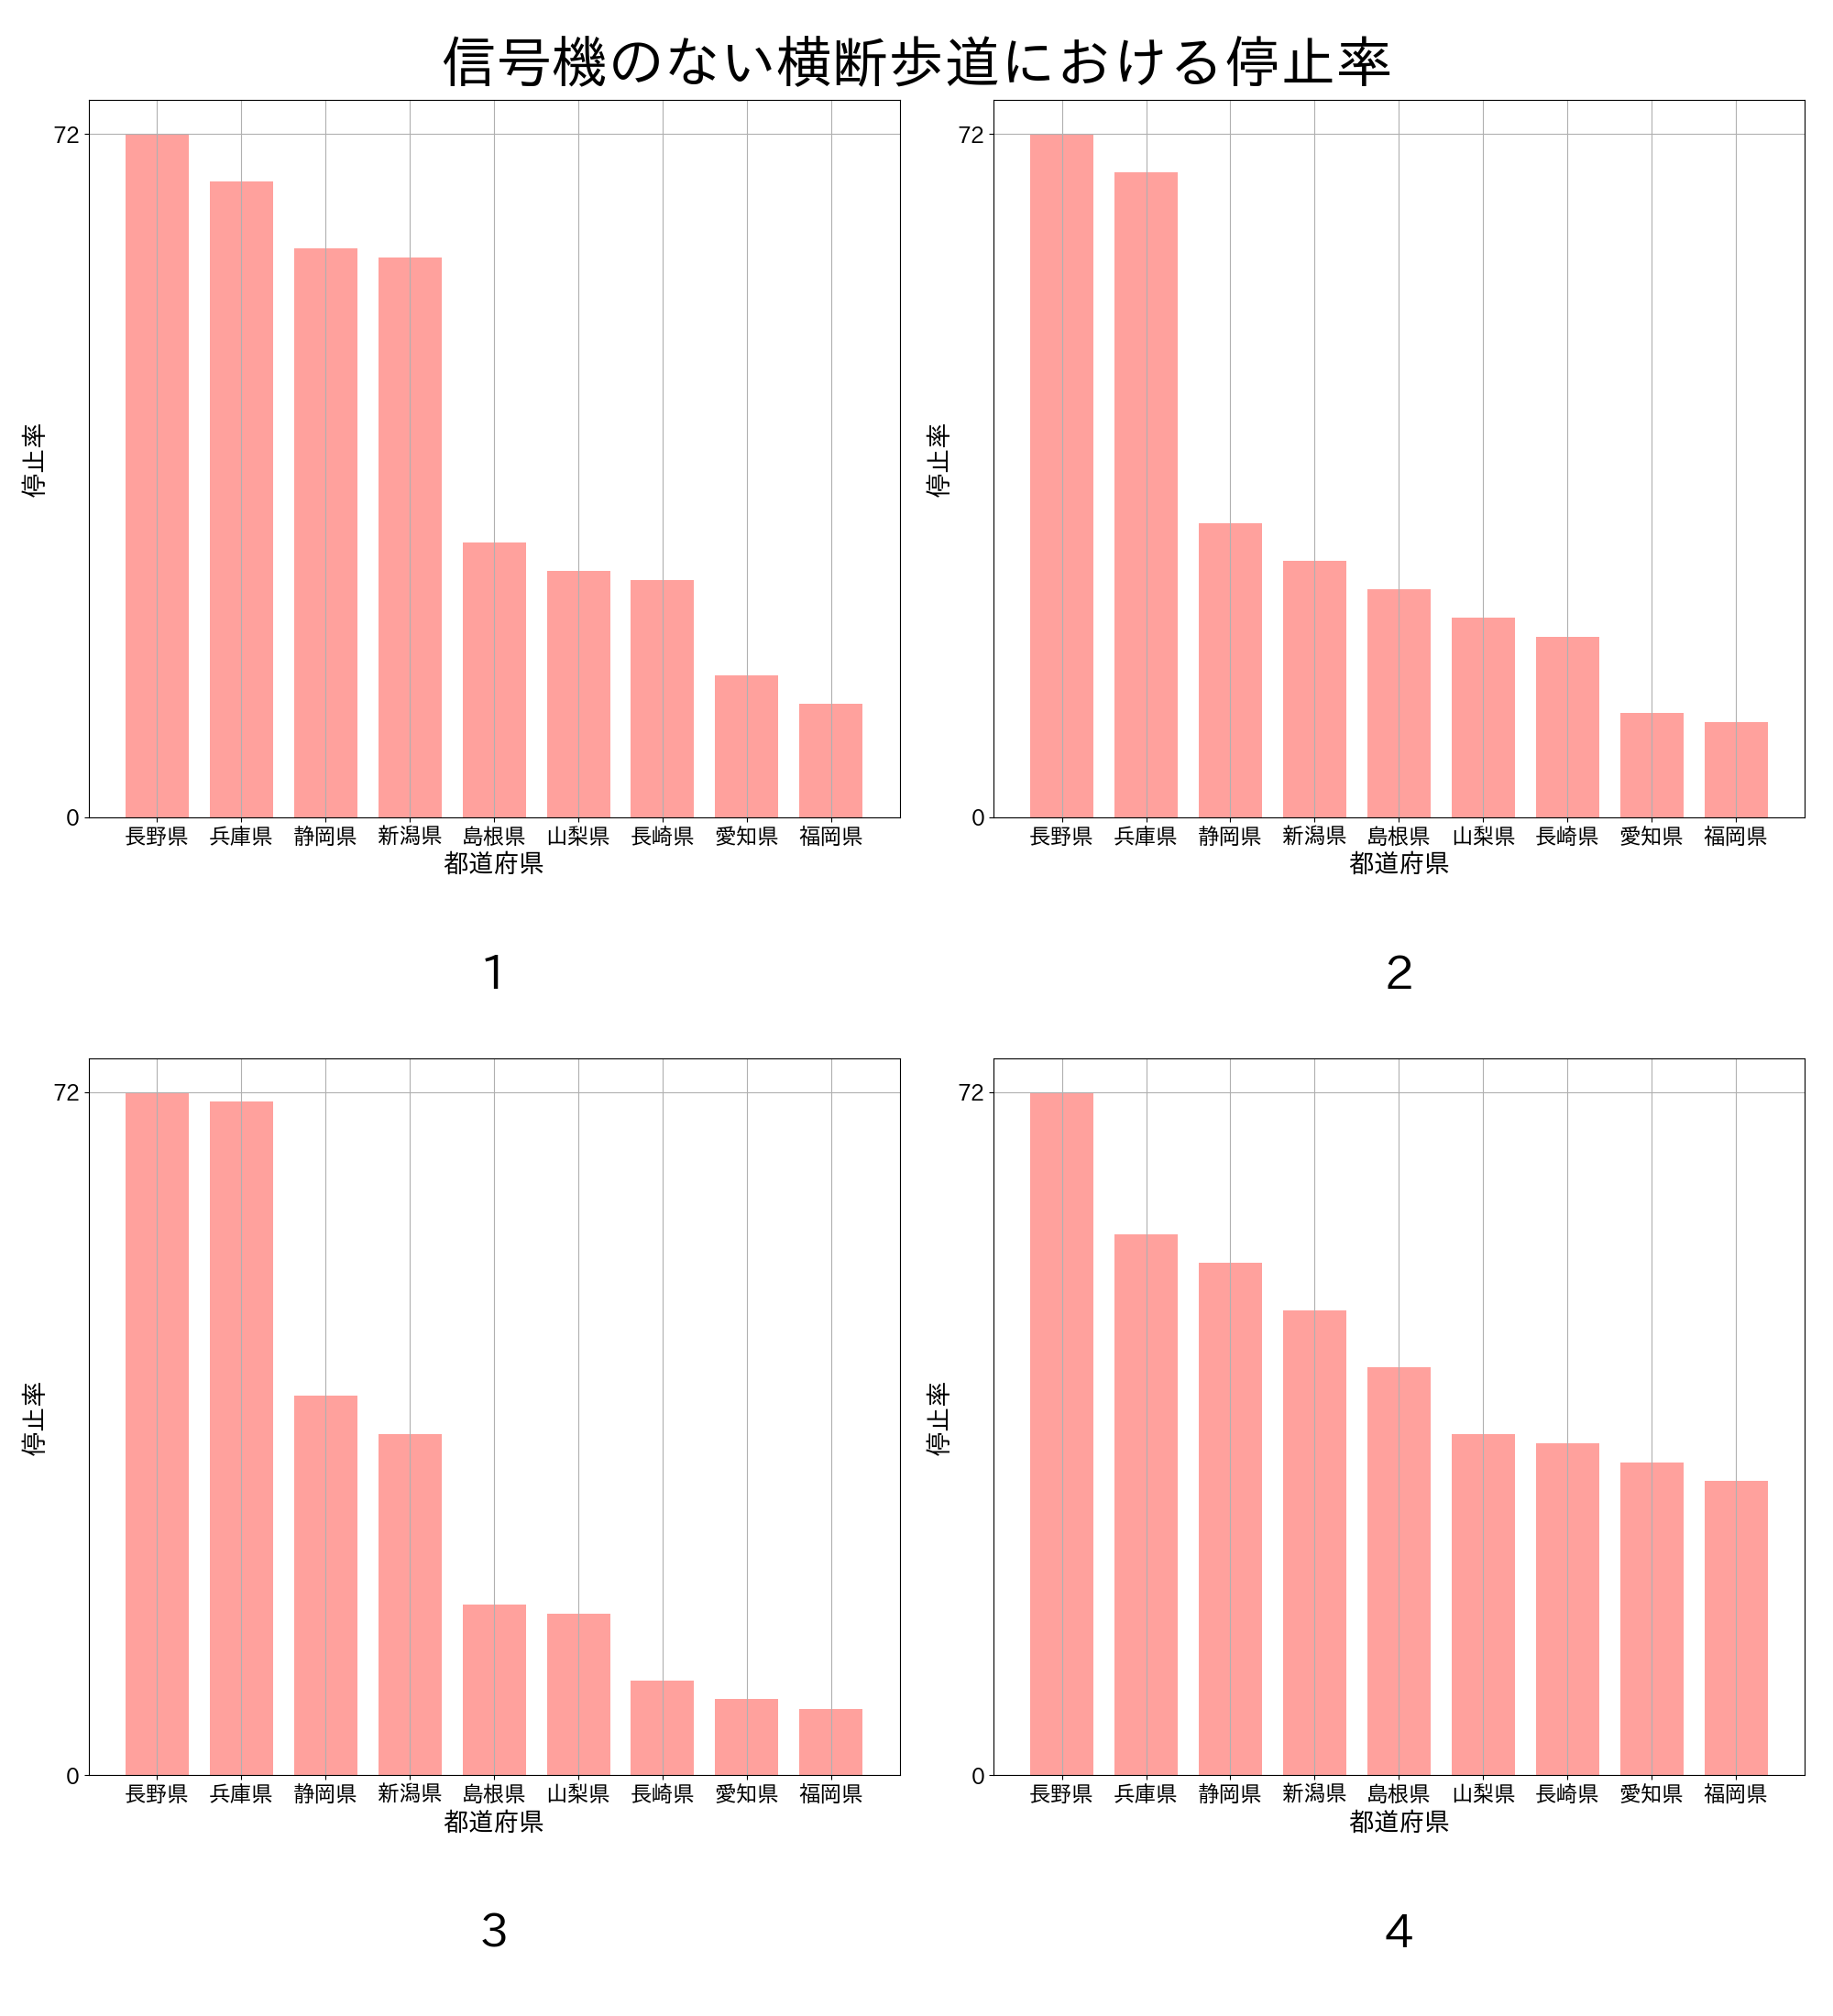 信号機のない横断歩道における停止率
72
0
停止率
長野県 兵庫県 静岡県 新潟県 島根県 山梨県 長崎県 愛知県 福岡県
都道府県
1
72
0
停止率
長野県 兵庫県 静岡県 新潟県 島根県 山梨県 長崎県 愛知県 福岡県
都道府県
2
72
0
停止率
長野県 兵庫県 静岡県 新潟県 島根県 山梨県 長崎県 愛知県 福岡県
都道府県
3
72
0
停止率
長野県 兵庫県 静岡県 新潟県 島根県 山梨県 長崎県 愛知県 福岡県
都道府県
4